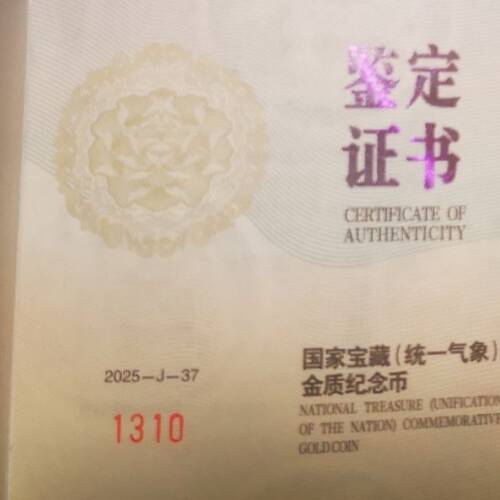 鉴定
证书
CERTIFICATE OF
AUTHENTICITY
国家宝藏(统一气象)
金质纪念币
NATIONAL TREASURE (UNIFICATION
OF THE NATION) COMMEMORATIVE
GOLD COIN
2025-J-37
1310